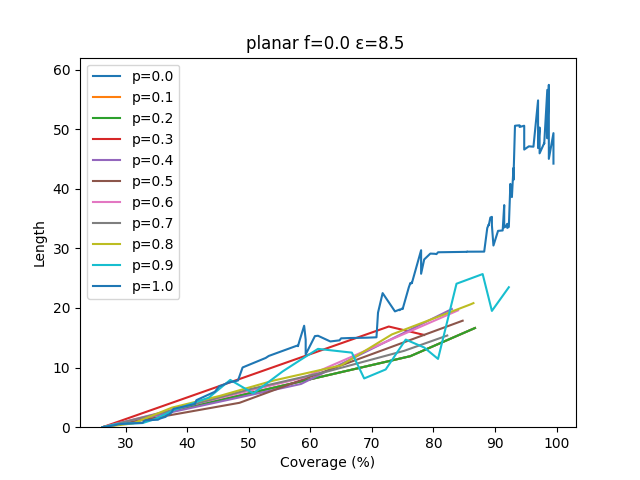 planar f=0.0 ε=8.5
60
50
40
30
20
10
0
Length
p=0.0
p=0.1
p=0.2
p=0.3
p=0.4
p=0.5
p=0.6
p=0.7
p=0.8
p=0.9
p=1.0
30 40 50 60 70 80 90 100
Coverage (%)